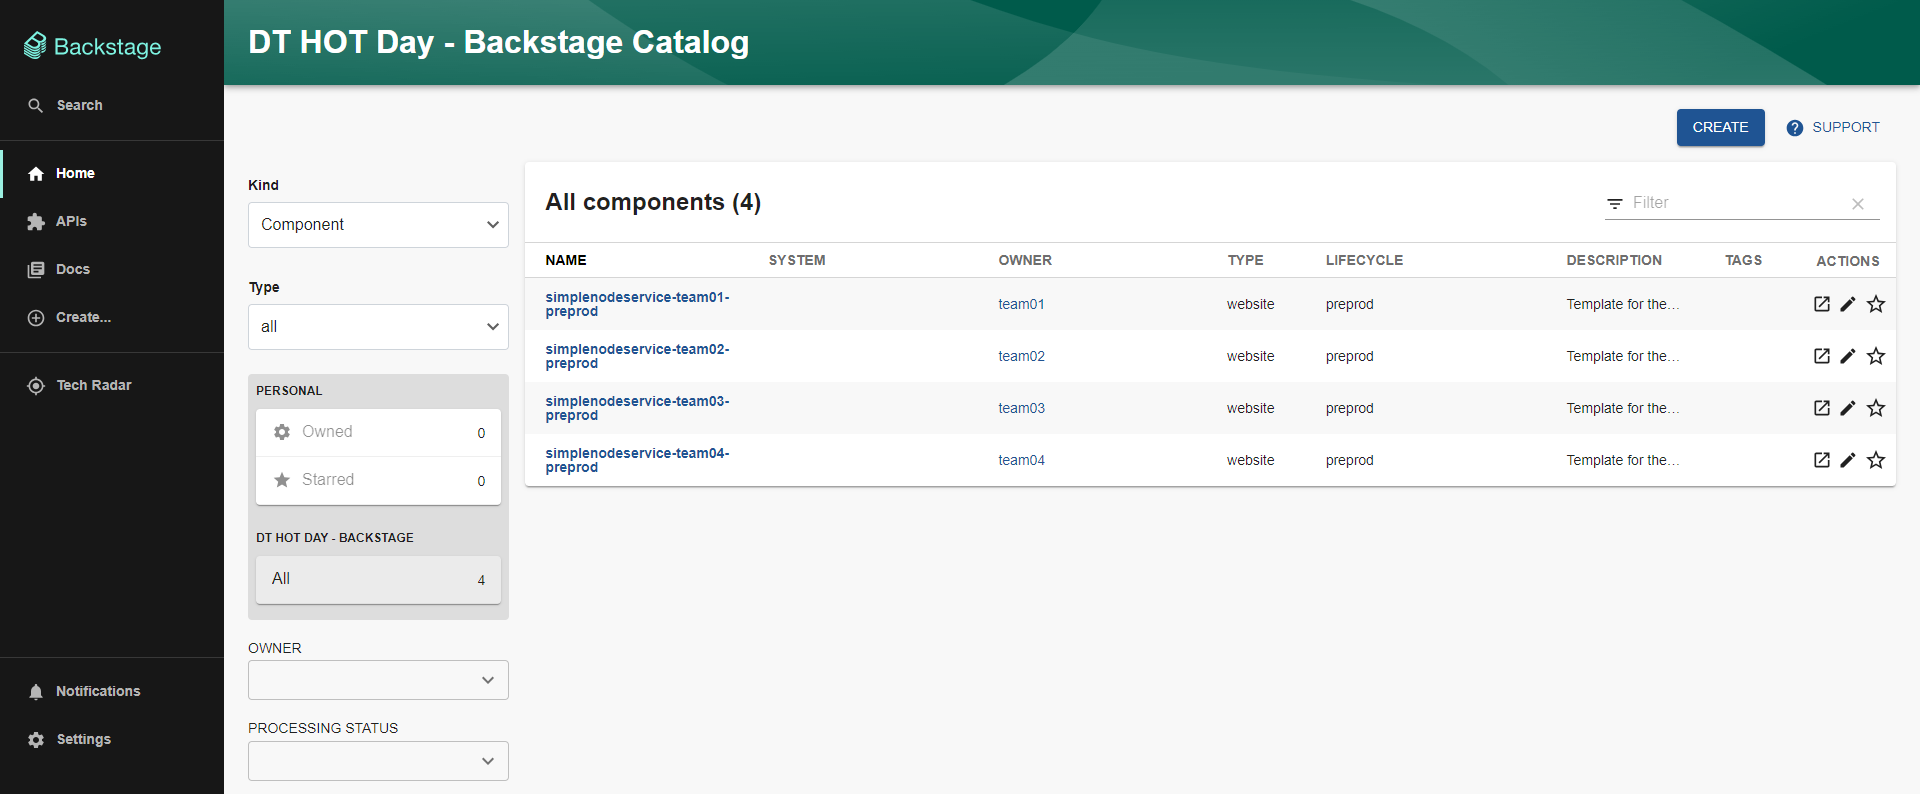 Backstage
Search
Home
APIs
Docs
Create...
Tech Radar
Notifications
Settings
DT HOT Day - Backstage Catalog
CREATE
SUPPORT
Kind
Component
Type
all
PERSONAL
Owned 0
Starred 0
DT HOT DAY - BACKSTAGE
All 4
OWNER
PROCESSING STATUS
All components (4)
Filter
NAME SYSTEM OWNER TYPE LIFECYCLE DESCRIPTION TAGS ACTIONS
simplenodeservice-team01-
preprod team01 website preprod Template for the…
simplenodeservice-team02-
preprod team02 website preprod Template for the…
simplenodeservice-team03-
preprod team03 website preprod Template for the…
simplenodeservice-team04-
preprod team04 website preprod Template for the…